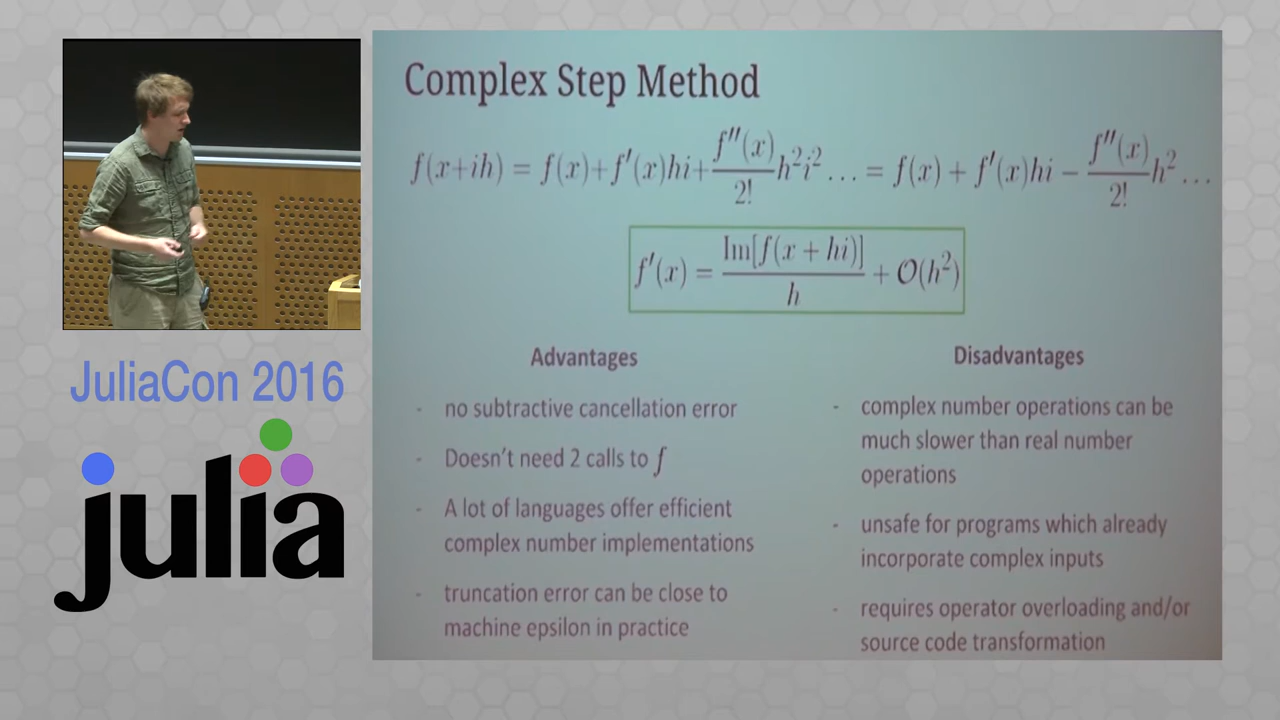 Complex Step Method
f(x+ih) = f(x)+f′(x)hi+f″(x)/2! h²i² … = f(x) + f′(x)hi − f″(x)/2! h² …
f′(x) = Im[f(x + hi)]/h + O(h²)
Advantages
- no subtractive cancellation error
- Doesn't need 2 calls to f
- A lot of languages offer efficient
complex number implementations
- truncation error can be close to
machine epsilon in practice
Disadvantages
- complex number operations can be
much slower than real number
operations
- unsafe for programs which already
incorporate complex inputs
- requires operator overloading and/or
source code transformation
JuliaCon 2016
julia